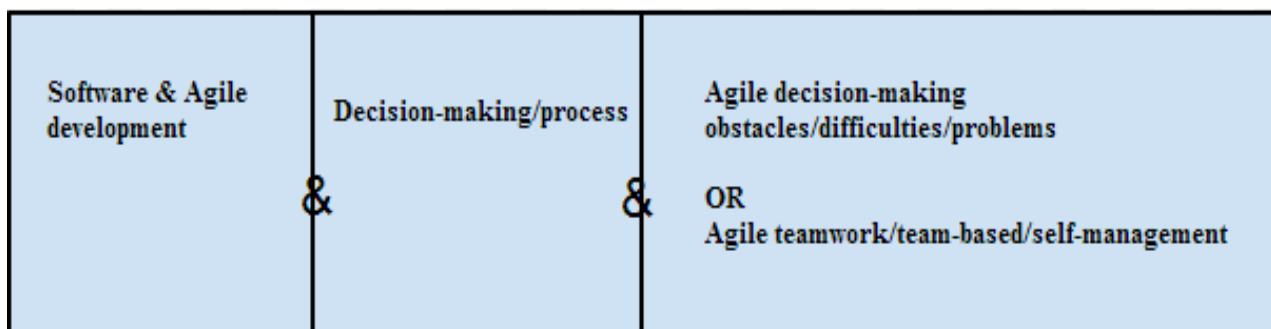 Software & Agile
development
&
Decision-making/process
&
Agile decision-making
obstacles/difficulties/problems
OR
Agile teamwork/team-based/self-management